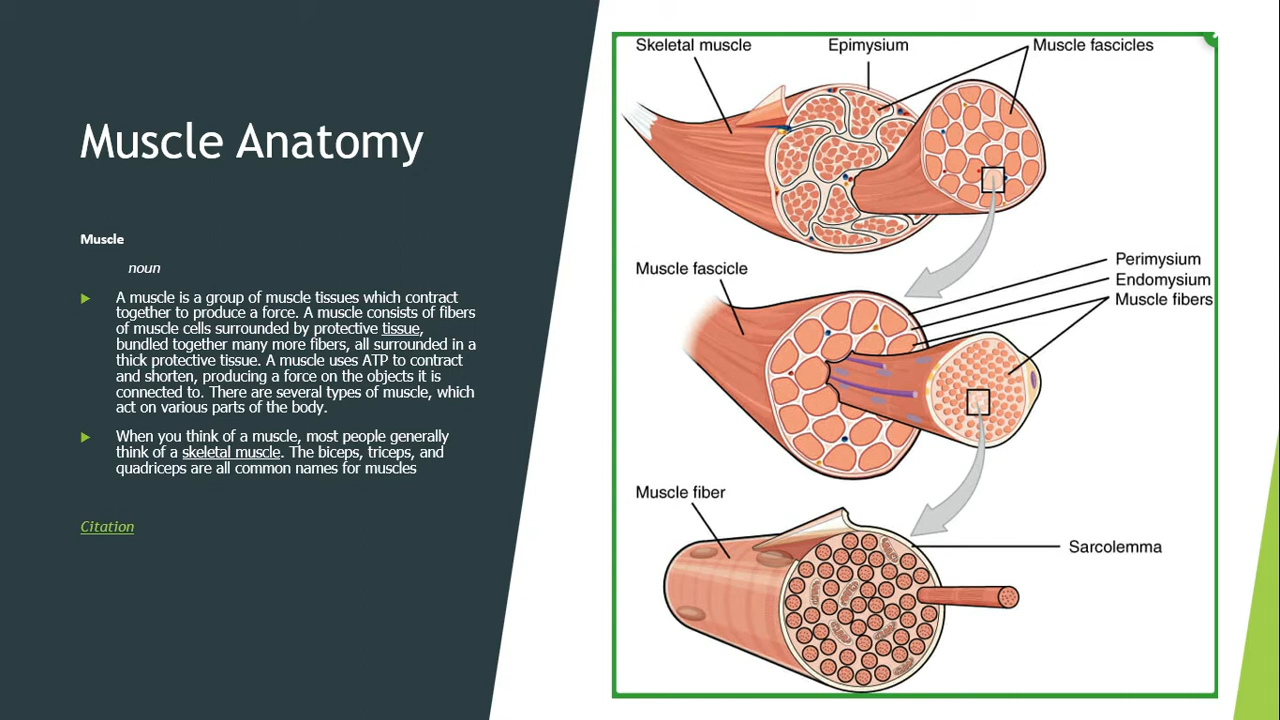 Muscle Anatomy
Muscle
noun
A muscle is a group of muscle tissues which contract
together to produce a force. A muscle consists of fibers
of muscle cells surrounded by protective tissue,
bundled together many more fibers, all surrounded in a
thick protective tissue. A muscle uses ATP to contract
and shorten, producing a force on the objects it is
connected to. There are several types of muscle, which
act on various parts of the body.
When you think of a muscle, most people generally
think of a skeletal muscle. The biceps, triceps, and
quadriceps are all common names for muscles
Citation
Skeletal muscle
Epimysium
Muscle fascicles
Muscle fascicle
Perimysium
Endomysium
Muscle fibers
Muscle fiber
Sarcolemma